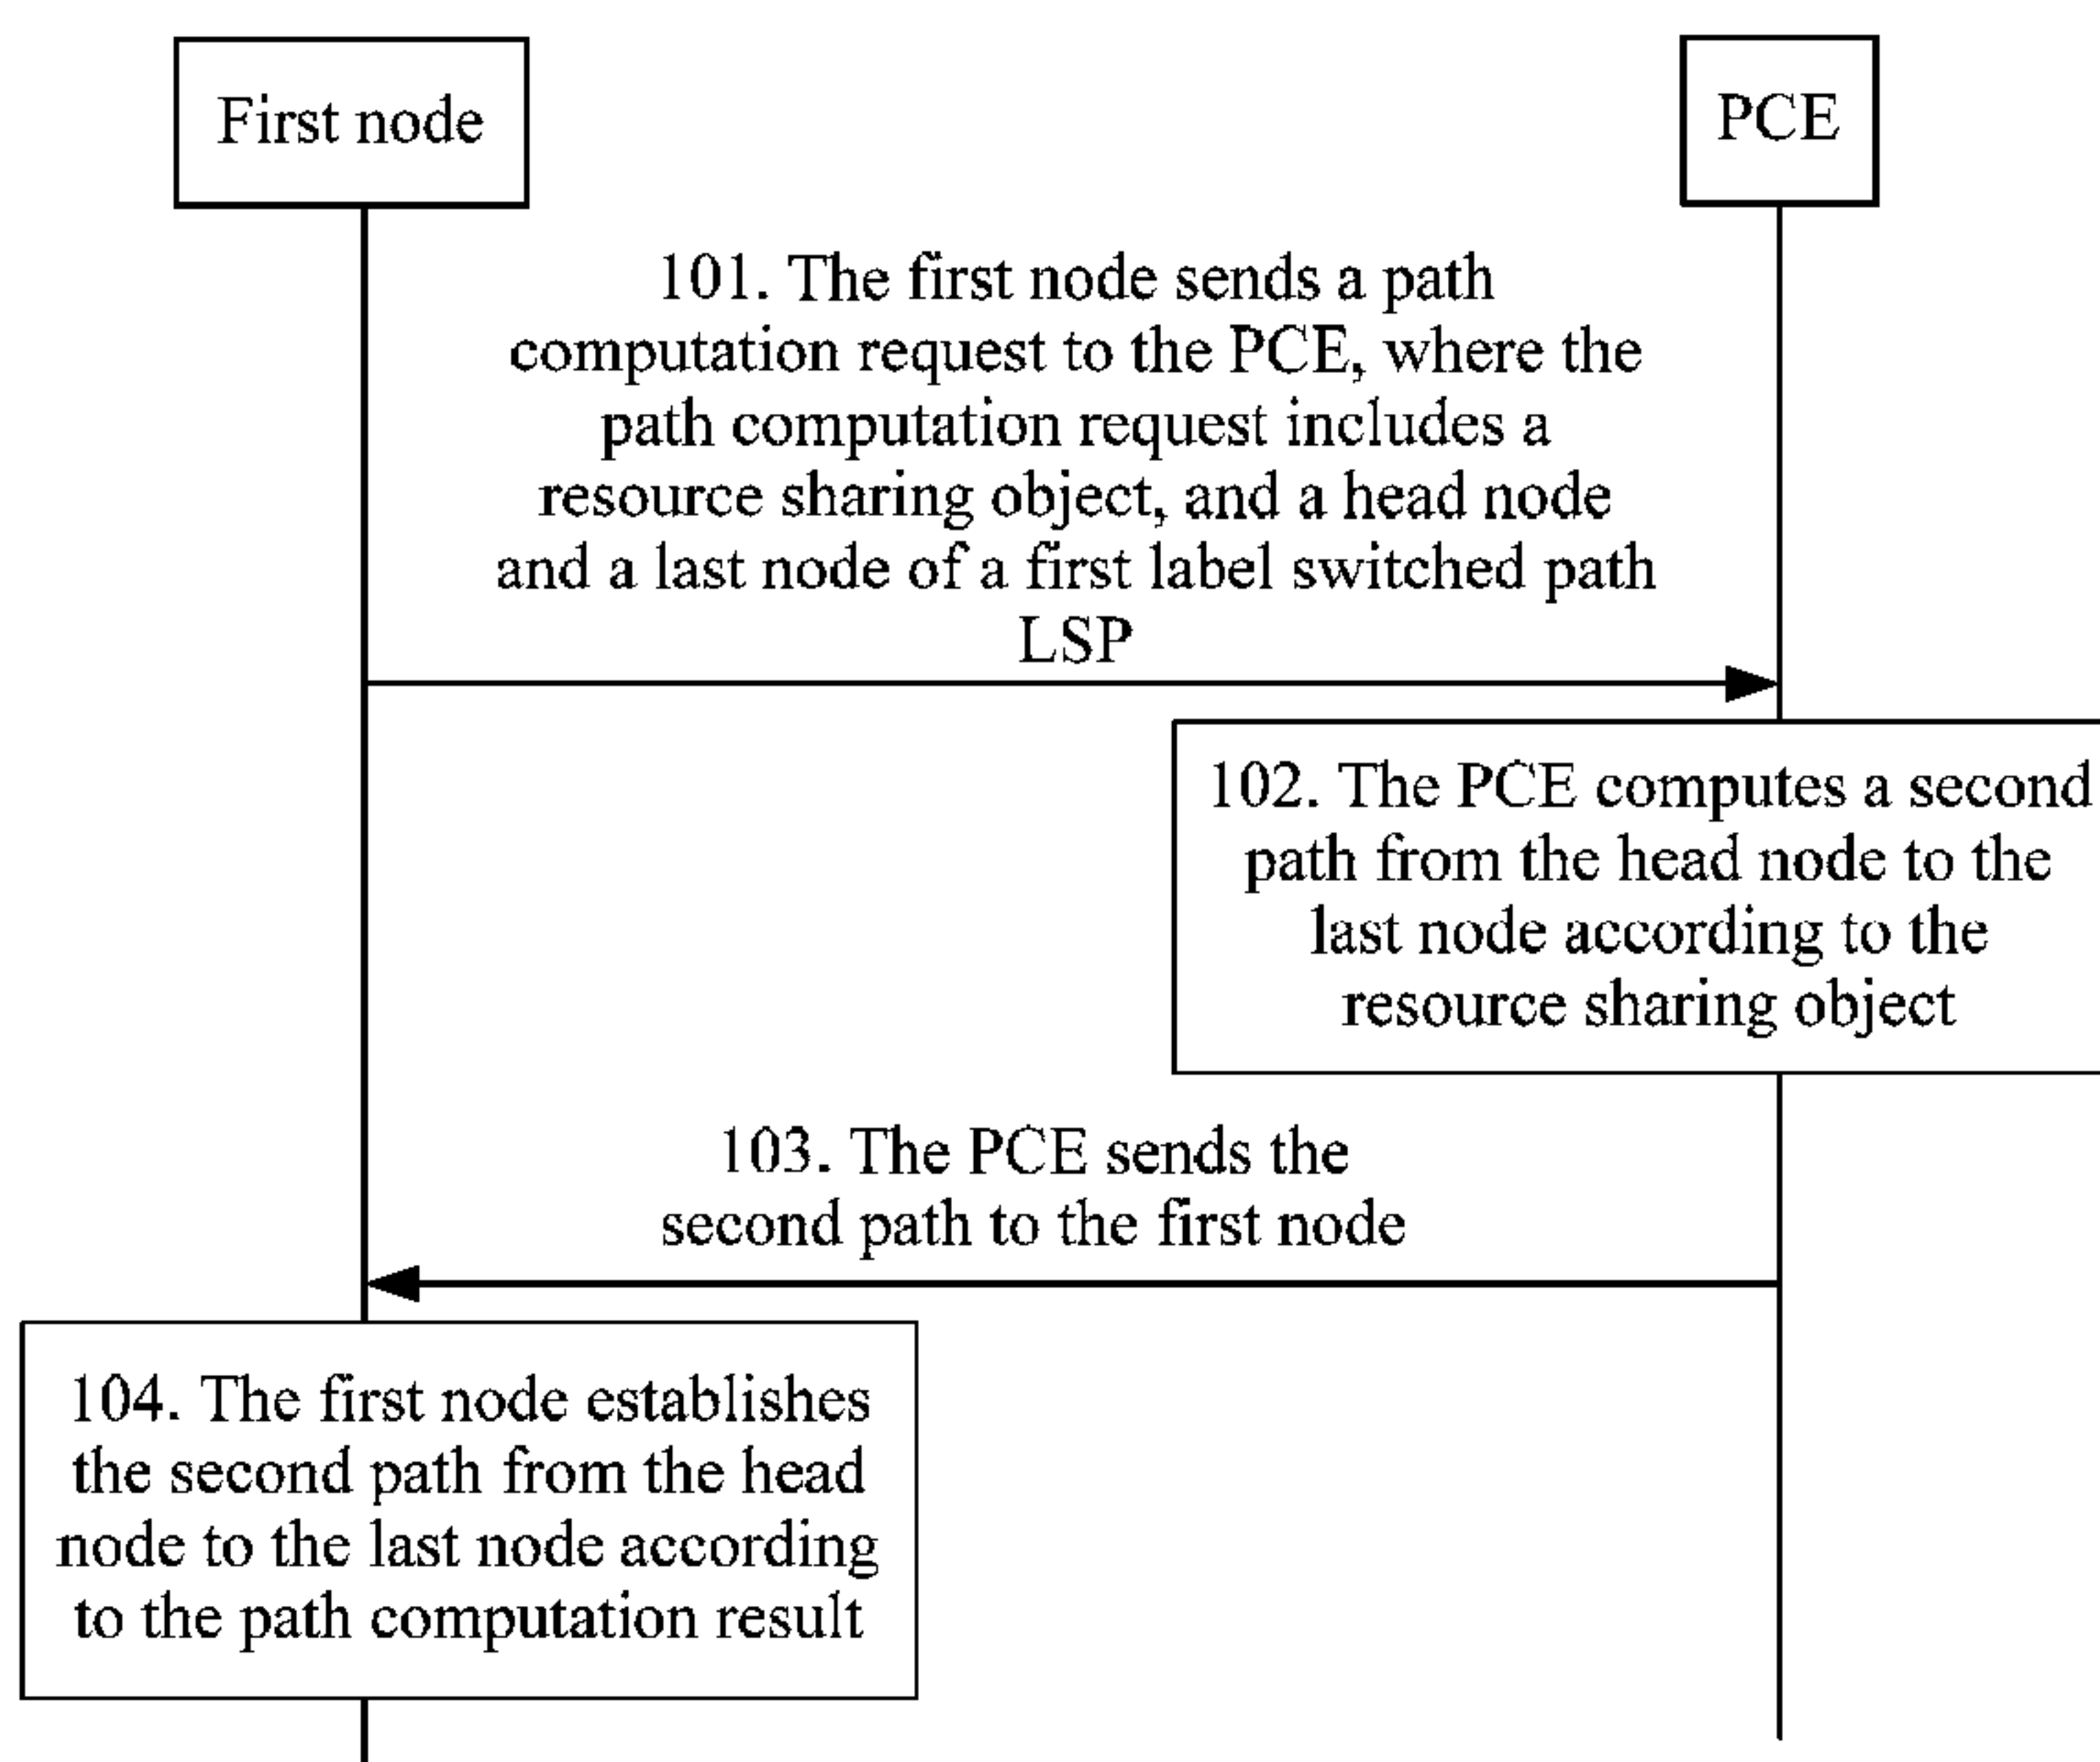 First node
PCE
101. The first node sends a path
computation request to the PCE, where the
path computation request includes a
resource sharing object, and a head node
and a last node of a first label switched path
LSP
102. The PCE computes a second
path from the head node to the
last node according to the
resource sharing object
103. The PCE sends the
second path to the first node
104. The first node establishes
the second path from the head
node to the last node according
to the path computation result